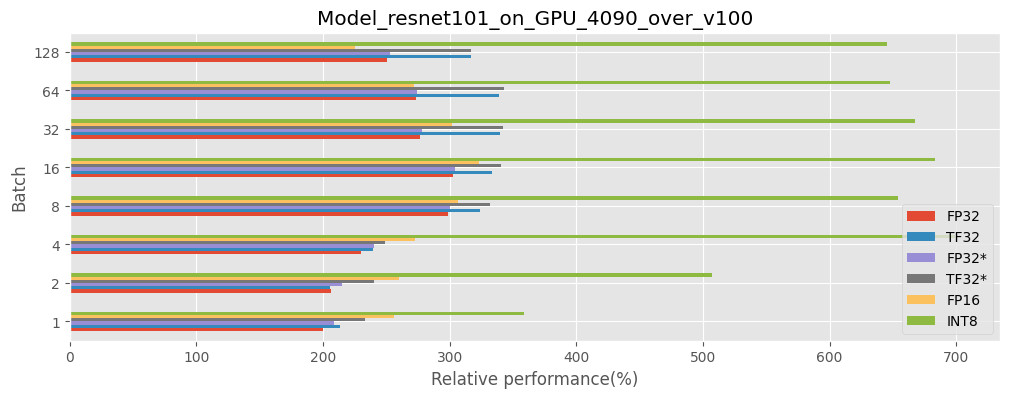 Model_resnet101_on_GPU_4090_over_v100
Batch
128
64
32
16
8
4
2
1
FP32
TF32
FP32*
TF32*
FP16
INT8
0 100 200 300 400 500 600 700
Relative performance(%)